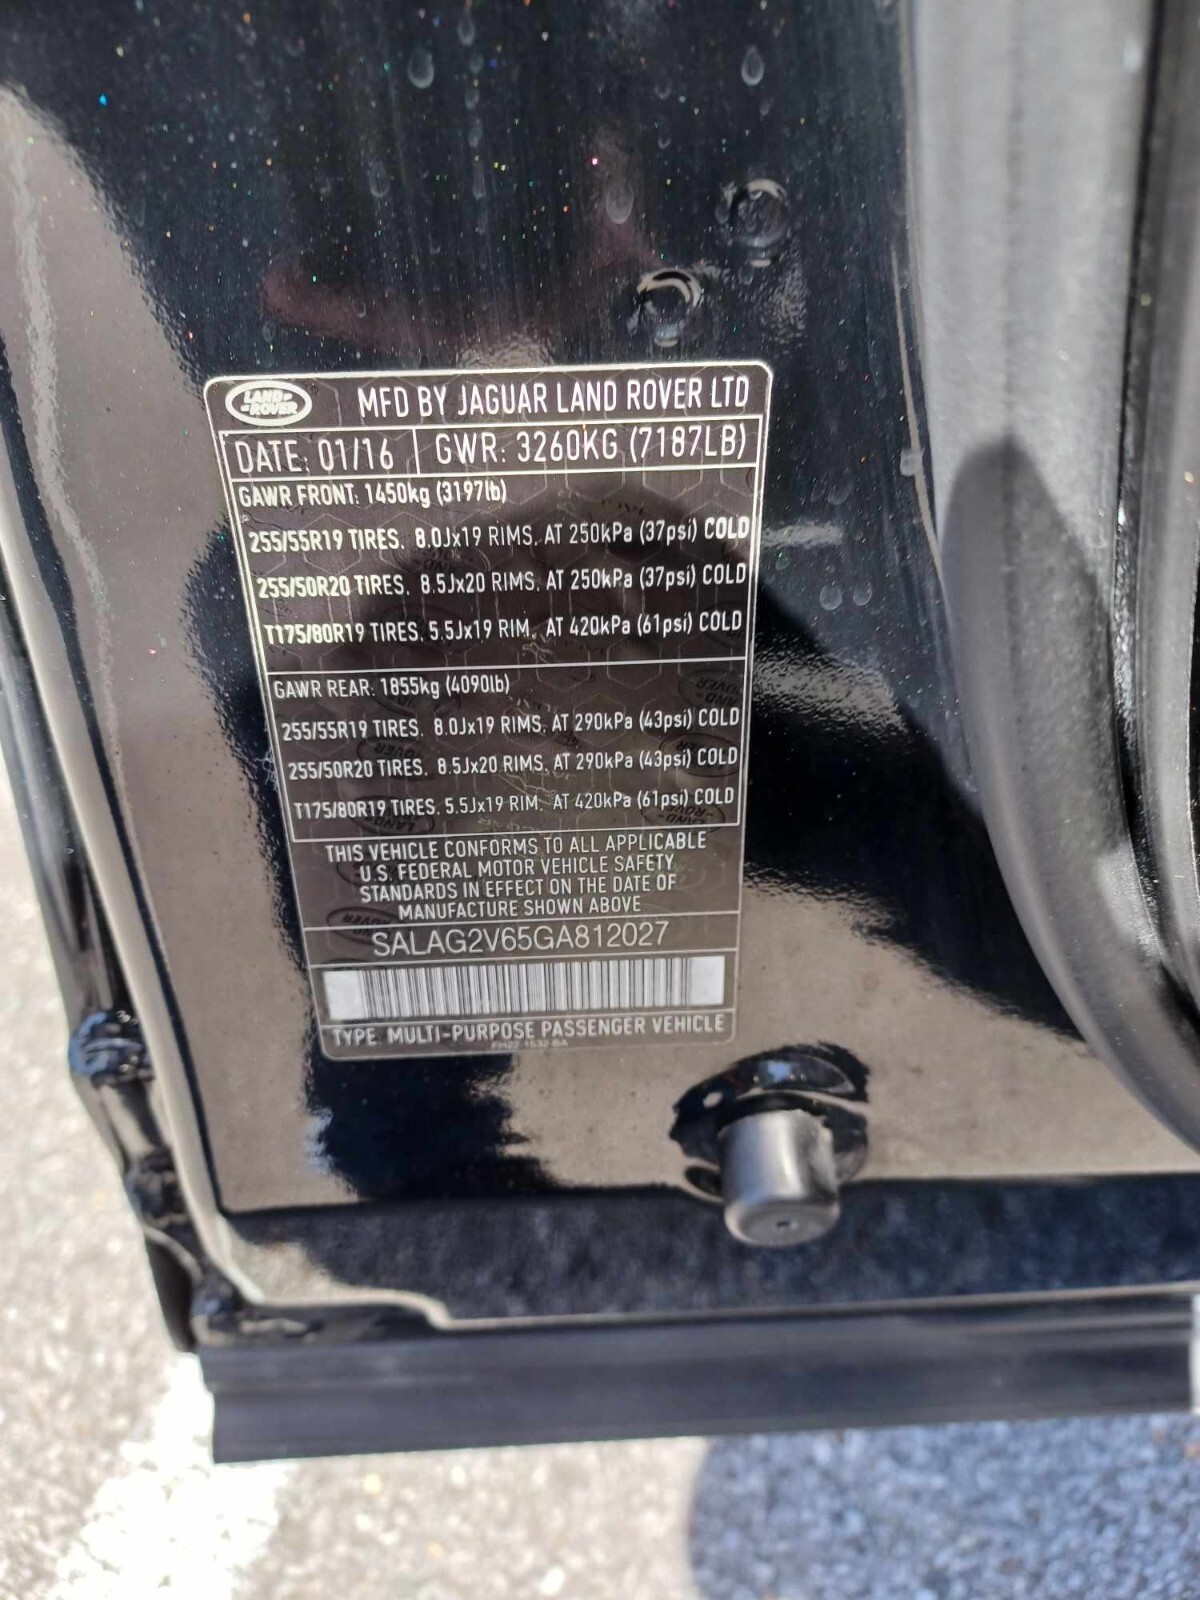 LAND ROVER
MFD BY JAGUAR LAND ROVER LTD
DATE: 01/16 GWR: 3260KG (7187LB)
GAWR FRONT: 1450kg (3197lb)
255/55R19 TIRES, 8.0Jx19 RIMS, AT 250kPa (37psi) COLD
255/50R20 TIRES, 8.5Jx20 RIMS, AT 250kPa (37psi) COLD
T175/80R19 TIRES, 5.5Jx19 RIM, AT 420kPa (61psi) COLD
GAWR REAR: 1855kg (4090lb)
255/55R19 TIRES, 8.0Jx19 RIMS, AT 290kPa (43psi) COLD
255/50R20 TIRES, 8.5Jx20 RIMS, AT 290kPa (43psi) COLD
T175/80R19 TIRES, 5.5Jx19 RIM, AT 420kPa (61psi) COLD
THIS VEHICLE CONFORMS TO ALL APPLICABLE
U.S. FEDERAL MOTOR VEHICLE SAFETY
STANDARDS IN EFFECT ON THE DATE OF
MANUFACTURE SHOWN ABOVE
SALAG2V65GA812027
TYPE: MULTI-PURPOSE PASSENGER VEHICLE
FH22-1532-BA